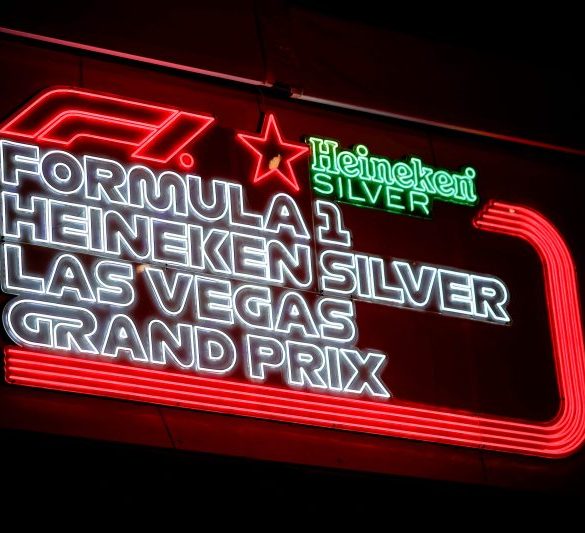 F1
Heineken
SILVER
FORMULA 1
HEINEKEN SILVER
LAS VEGAS
GRAND PRIX